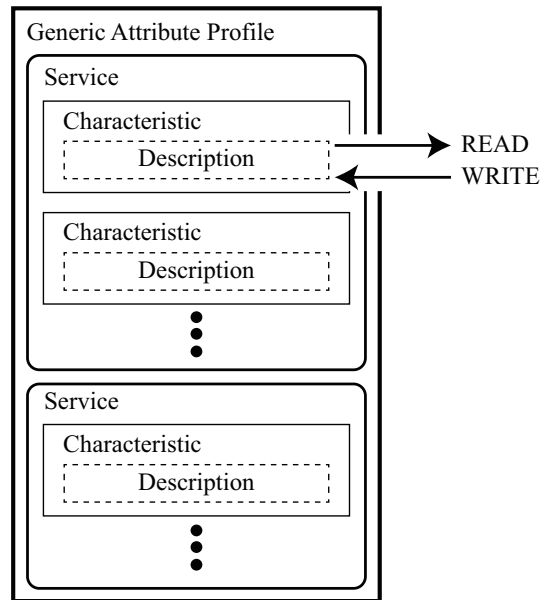 Generic Attribute Profile
Service
Characteristic
Description
READ
WRITE
Characteristic
Description
Service
Characteristic
Description